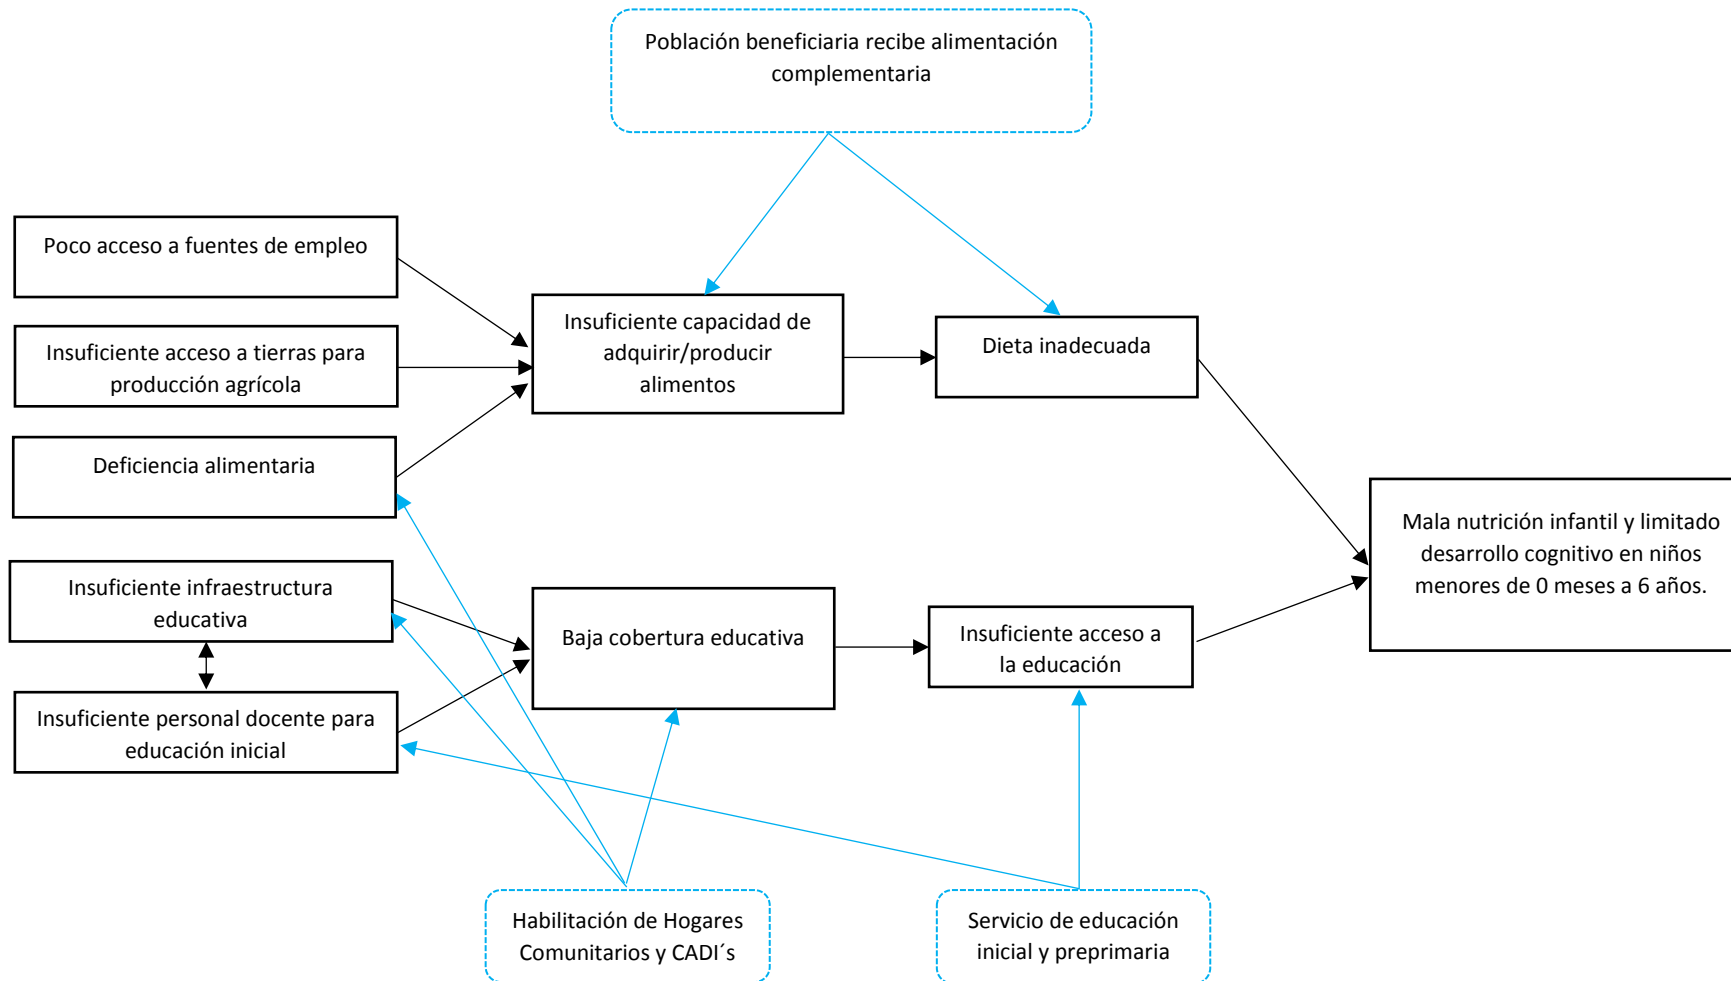 Población beneficiaria recibe alimentación
complementaria
Poco acceso a fuentes de empleo
Insuficiente acceso a tierras para
producción agrícola
Deficiencia alimentaria
Insuficiente capacidad de
adquirir/producir
alimentos
Dieta inadecuada
Mala nutrición infantil y limitado
desarrollo cognitivo en niños
menores de 0 meses a 6 años.
Insuficiente infraestructura
educativa
Insuficiente personal docente para
educación inicial
Baja cobertura educativa
Insuficiente acceso a
la educación
Habilitación de Hogares
Comunitarios y CADI´s
Servicio de educación
inicial y preprimaria